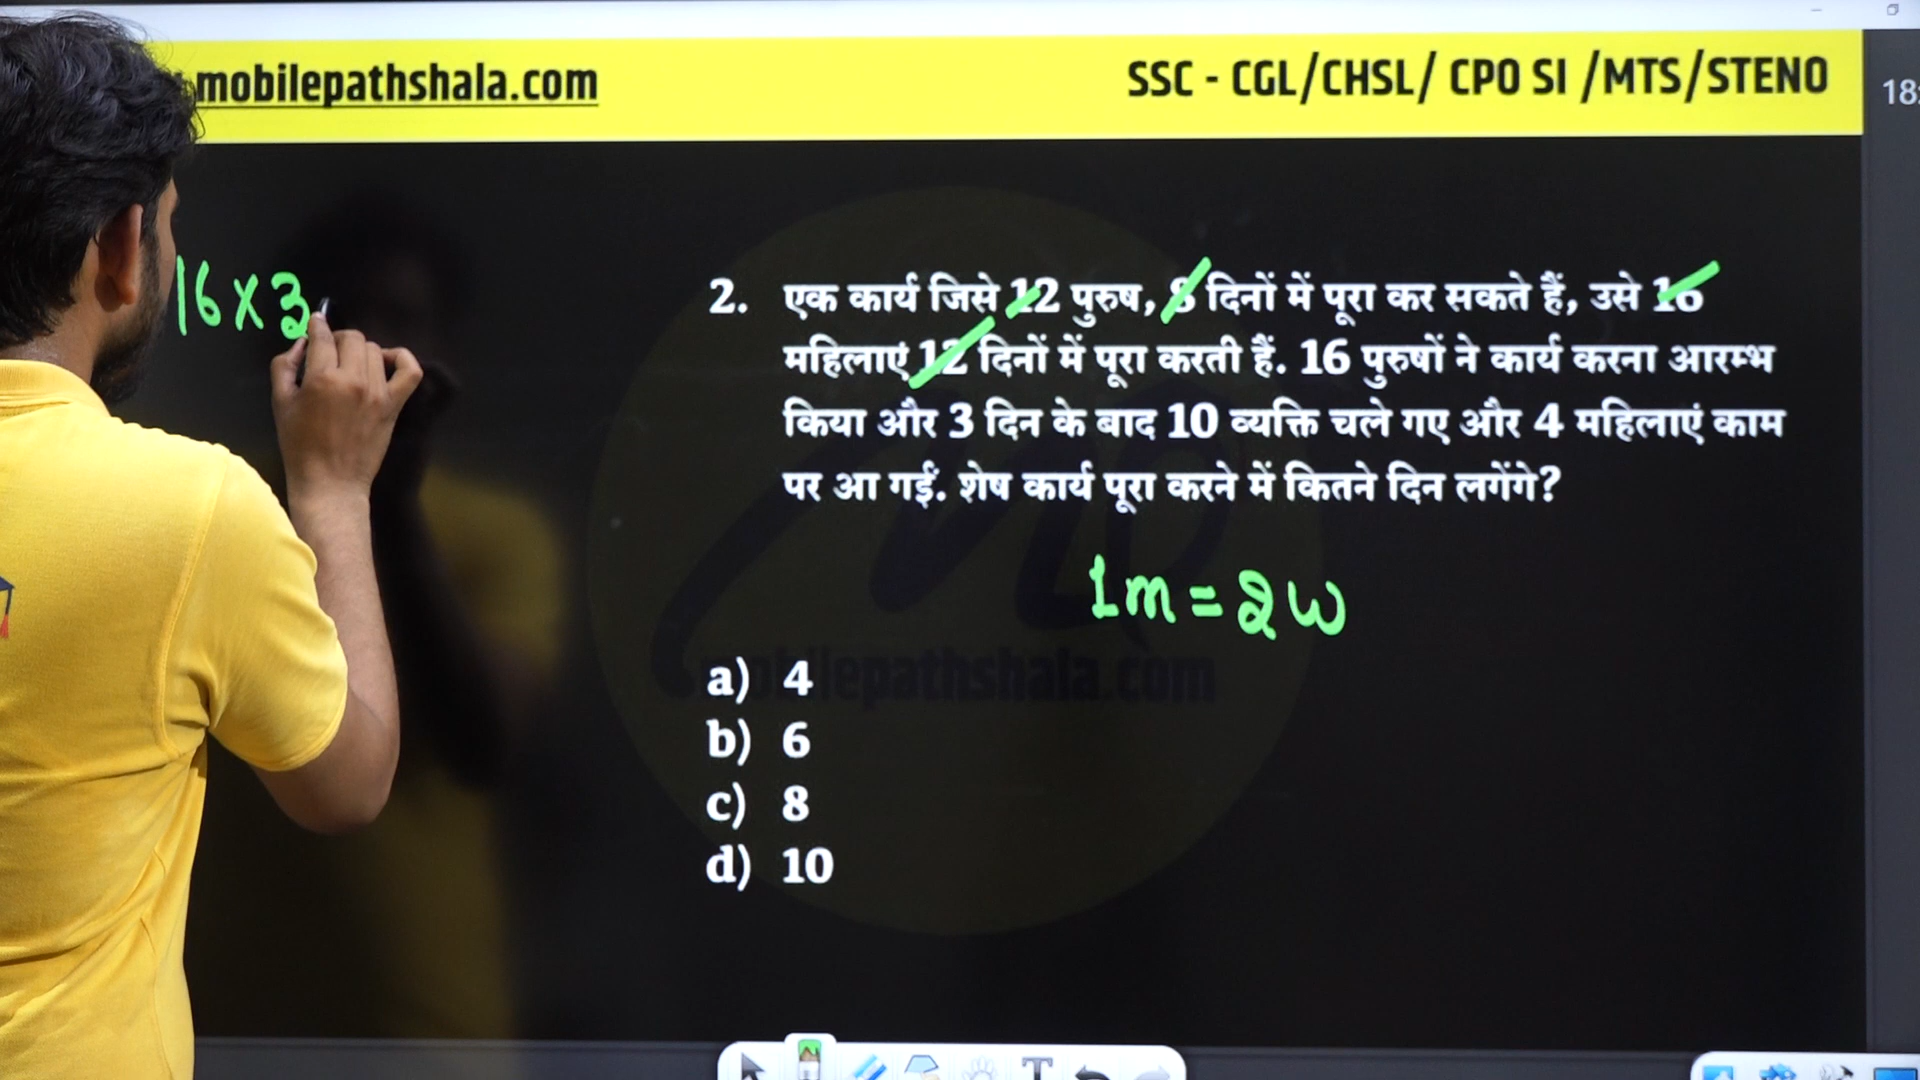 mobilepathshala.com
SSC - CGL/CHSL/ CPO SI /MTS/STENO
18:
16×3
2. एक कार्य जिसे 12 पुरुष, 8 दिनों में पूरा कर सकते हैं, उसे 16
महिलाएं 12 दिनों में पूरा करती हैं. 16 पुरुषों ने कार्य करना आरम्भ
किया और 3 दिन के बाद 10 व्यक्ति चले गए और 4 महिलाएं काम
पर आ गईं. शेष कार्य पूरा करने में कितने दिन लगेंगे?
1m = 2w
mobilepathshala.com
a) 4
b) 6
c) 8
d) 10